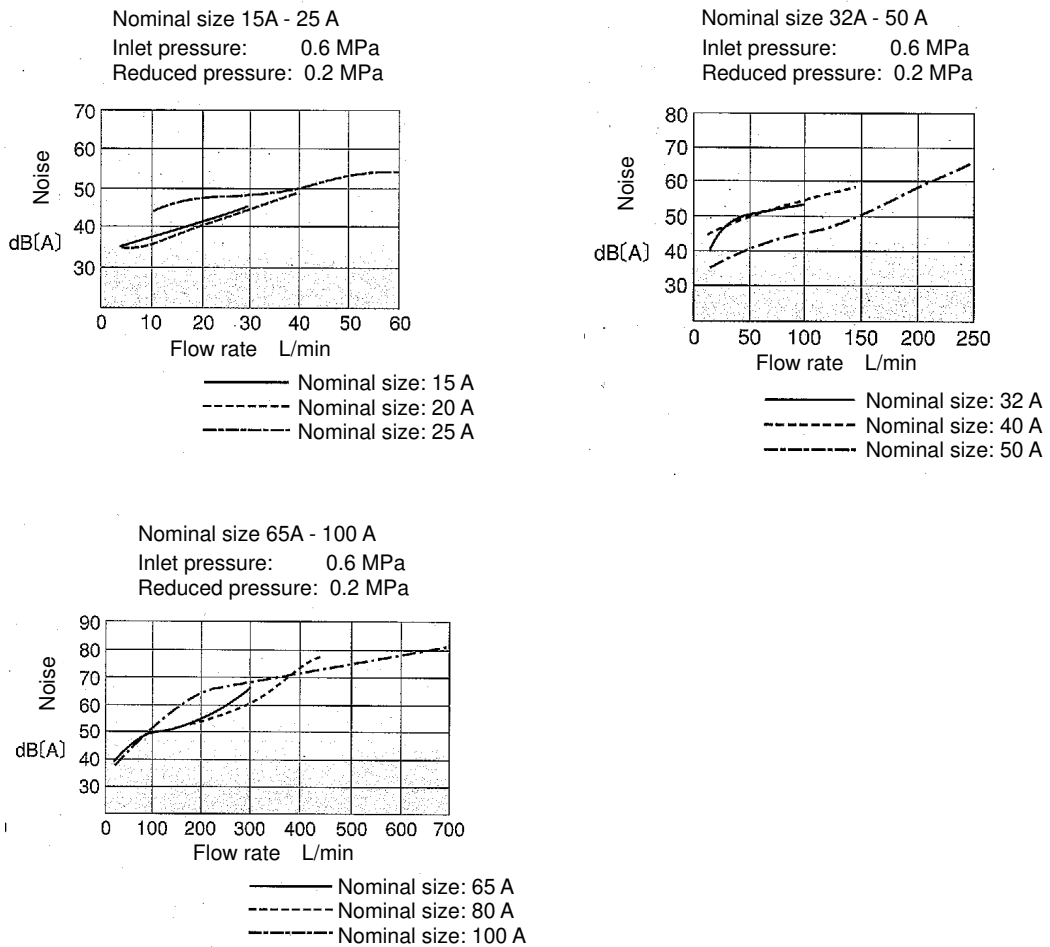 Nominal size 15A - 25 A
Inlet pressure: 0.6 MPa
Reduced pressure: 0.2 MPa
70
60
50
40
30
Noise
dB[A]
0 10 20 30 40 50 60
Flow rate L/min
Nominal size: 15 A
Nominal size: 20 A
Nominal size: 25 A
Nominal size 32A - 50 A
Inlet pressure: 0.6 MPa
Reduced pressure: 0.2 MPa
80
70
60
50
40
30
Noise
dB[A]
0 50 100 150 200 250
Flow rate L/min
Nominal size: 32 A
Nominal size: 40 A
Nominal size: 50 A
Nominal size 65A - 100 A
Inlet pressure: 0.6 MPa
Reduced pressure: 0.2 MPa
90
80
70
60
50
40
30
Noise
dB[A]
0 100 200 300 400 500 600 700
Flow rate L/min
Nominal size: 65 A
Nominal size: 80 A
Nominal size: 100 A